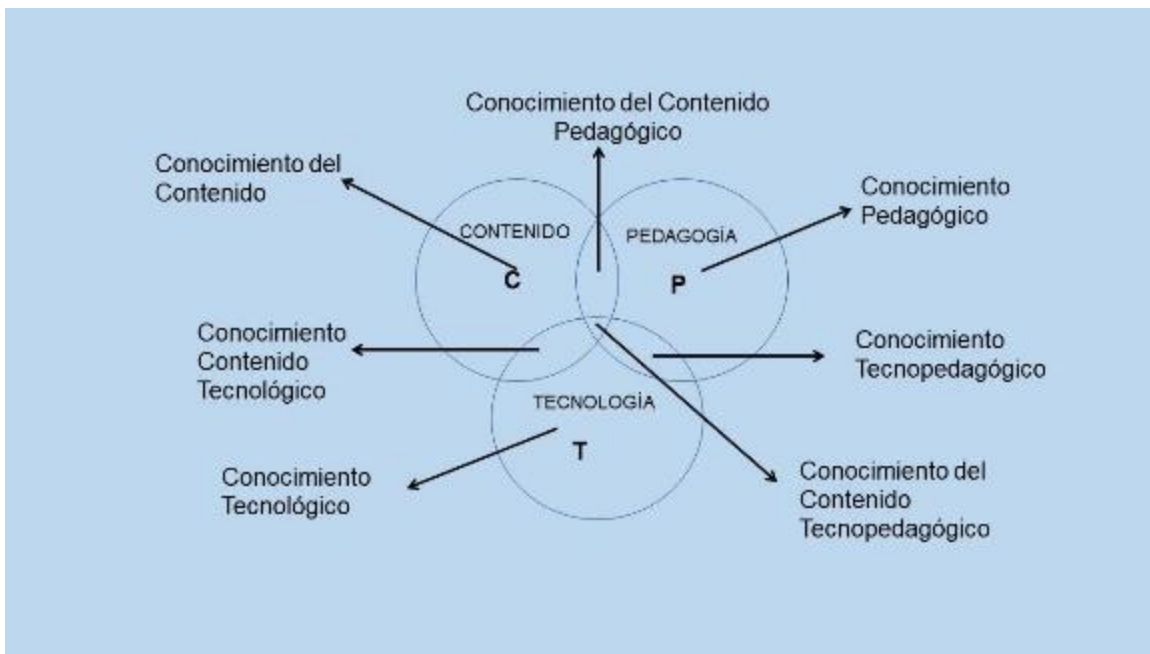 Conocimiento del Contenido
Pedagógico
Conocimiento del
Contenido
Conocimiento
Pedagógico
CONTENIDO
PEDAGOGÍA
C
P
Conocimiento
Contenido
Tecnológico
Conocimiento
Tecnopedagógico
TECNOLOGÍA
T
Conocimiento
Tecnológico
Conocimiento del
Contenido
Tecnopedagógico